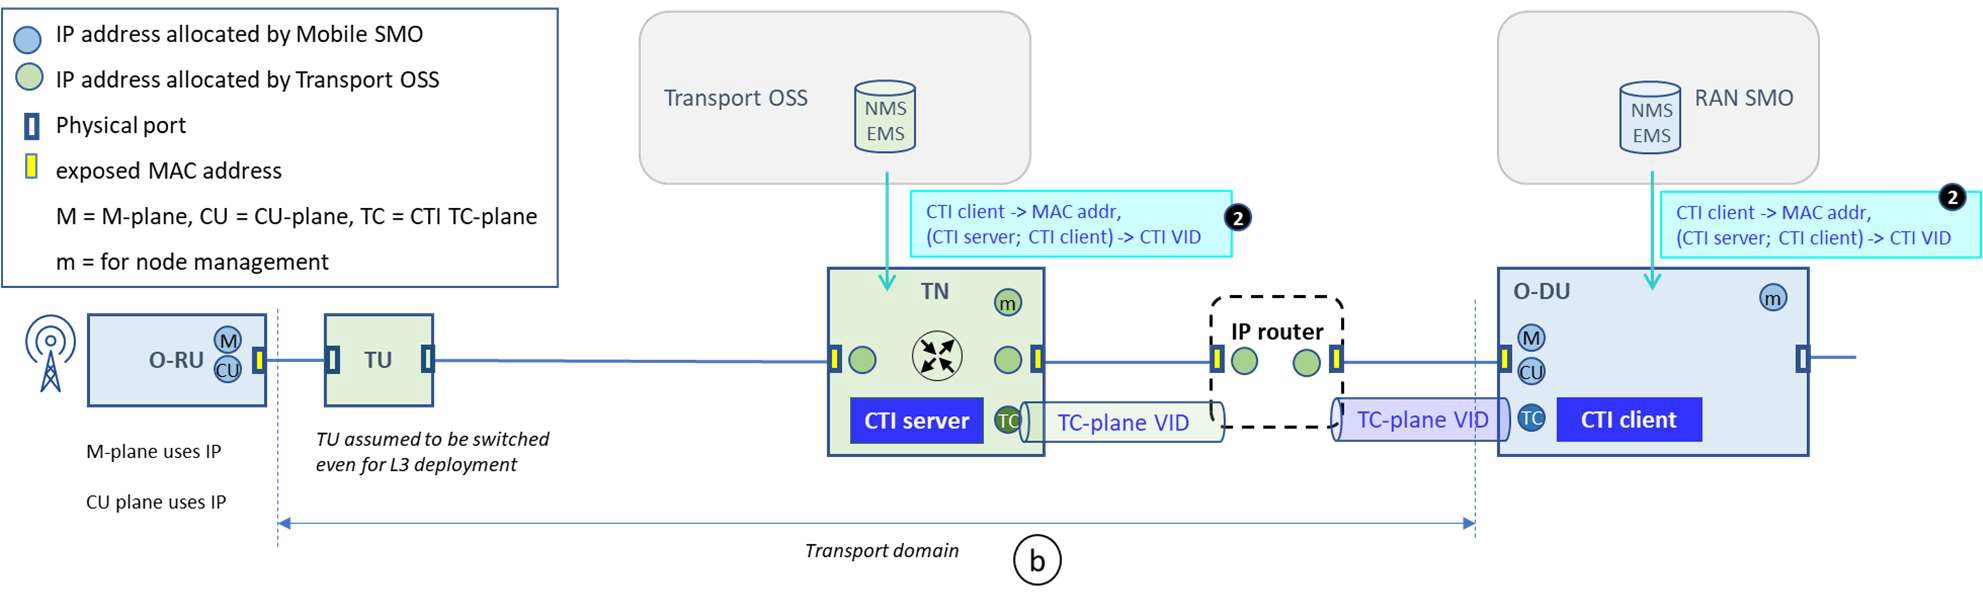 IP address allocated by Mobile SMO
IP address allocated by Transport OSS
Physical port
exposed MAC address
M = M-plane, CU = CU-plane, TC = CTI TC-plane
m = for node management
Transport OSS
NMS
EMS
NMS
EMS
RAN SMO
CTI client -> MAC addr,
(CTI server; CTI client) -> CTI VID
2
CTI client -> MAC addr,
(CTI server; CTI client) -> CTI VID
2
O-RU
M
CU
TU
TN
m
CTI server
TC
TC-plane VID
IP router
TC-plane VID
O-DU
m
M
CU
TC
CTI client
M-plane uses IP
CU plane uses IP
TU assumed to be switched
even for L3 deployment
Transport domain
b